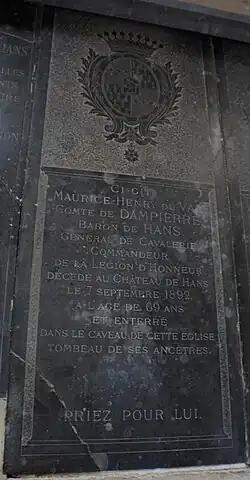 CI-GIT
MAURICE-HENRY DU VAL
COMTE DE DAMPIERRE
BARON DE HANS
GÉNÉRAL DE CAVALERIE
COMMANDEUR
DE LA LÉGION D'HONNEUR
DÉCÉDÉ AU CHÂTEAU DE HANS
LE 7 SEPTEMBRE 1892
A L'AGE DE 69 ANS
ET ENTERRÉ
DANS LE CAVEAU DE CETTE ÉGLISE
TOMBEAU DE SES ANCÊTRES.
PRIEZ POUR LUI.